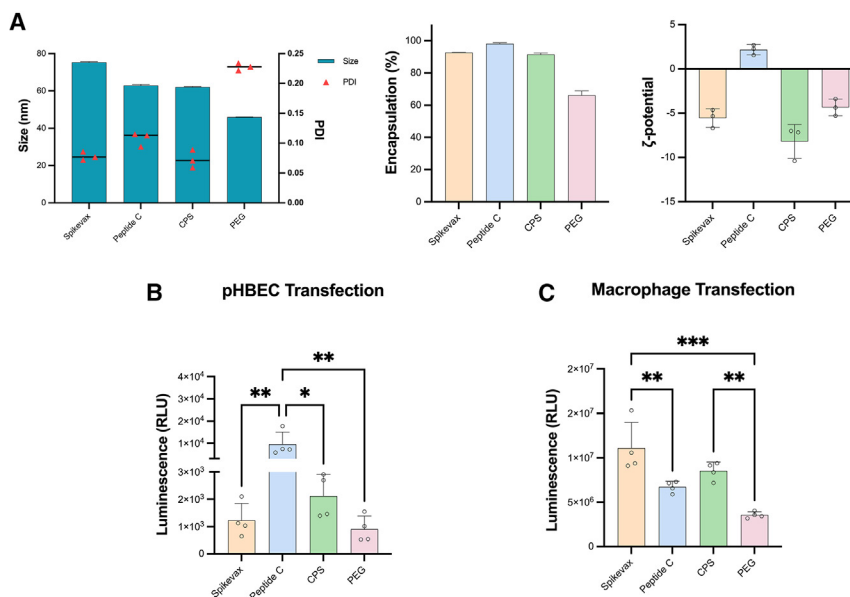 A
Size (nm)
80
60
40
20
0
0.25
0.20
0.15
0.10
0.05
0.00
PDI
Size
PDI
Spikevax
Peptide C
CPS
PEG
Encapsulation (%)
100
80
60
40
20
0
Spikevax
Peptide C
CPS
PEG
ζ-potential
5
0
-5
-10
-15
Spikevax
Peptide C
CPS
PEG
B
pHBEC Transfection
**
**
*
Luminescence (RLU)
4×10⁴
3×10⁴
2×10⁴
1×10⁴
3×10³
2×10³
1×10³
0
Spikevax
Peptide C
CPS
PEG
C
Macrophage Transfection
***
**
**
Luminescence (RLU)
2×10⁷
2×10⁷
1×10⁷
5×10⁶
0
Spikevax
Peptide C
CPS
PEG